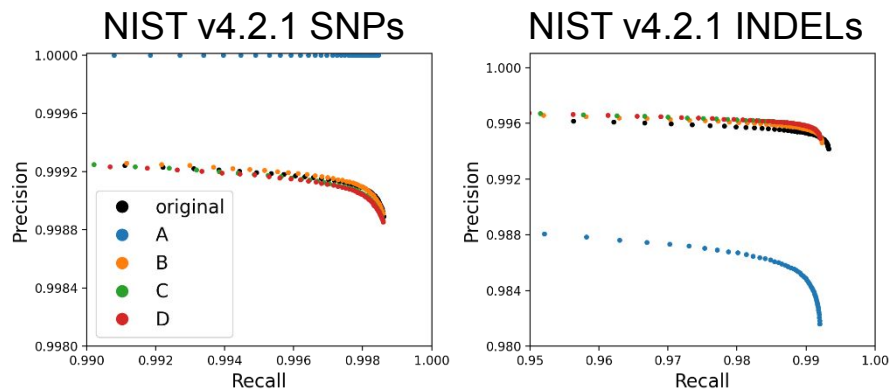 NIST v4.2.1 SNPs
Precision
1.0000
0.9996
0.9992
0.9988
0.9984
0.9980
original
A
B
C
D
0.990
0.992
0.994
0.996
0.998
1.000
Recall
NIST v4.2.1 INDELs
Precision
1.000
0.996
0.992
0.988
0.984
0.980
0.95
0.96
0.97
0.98
0.99
1.00
Recall